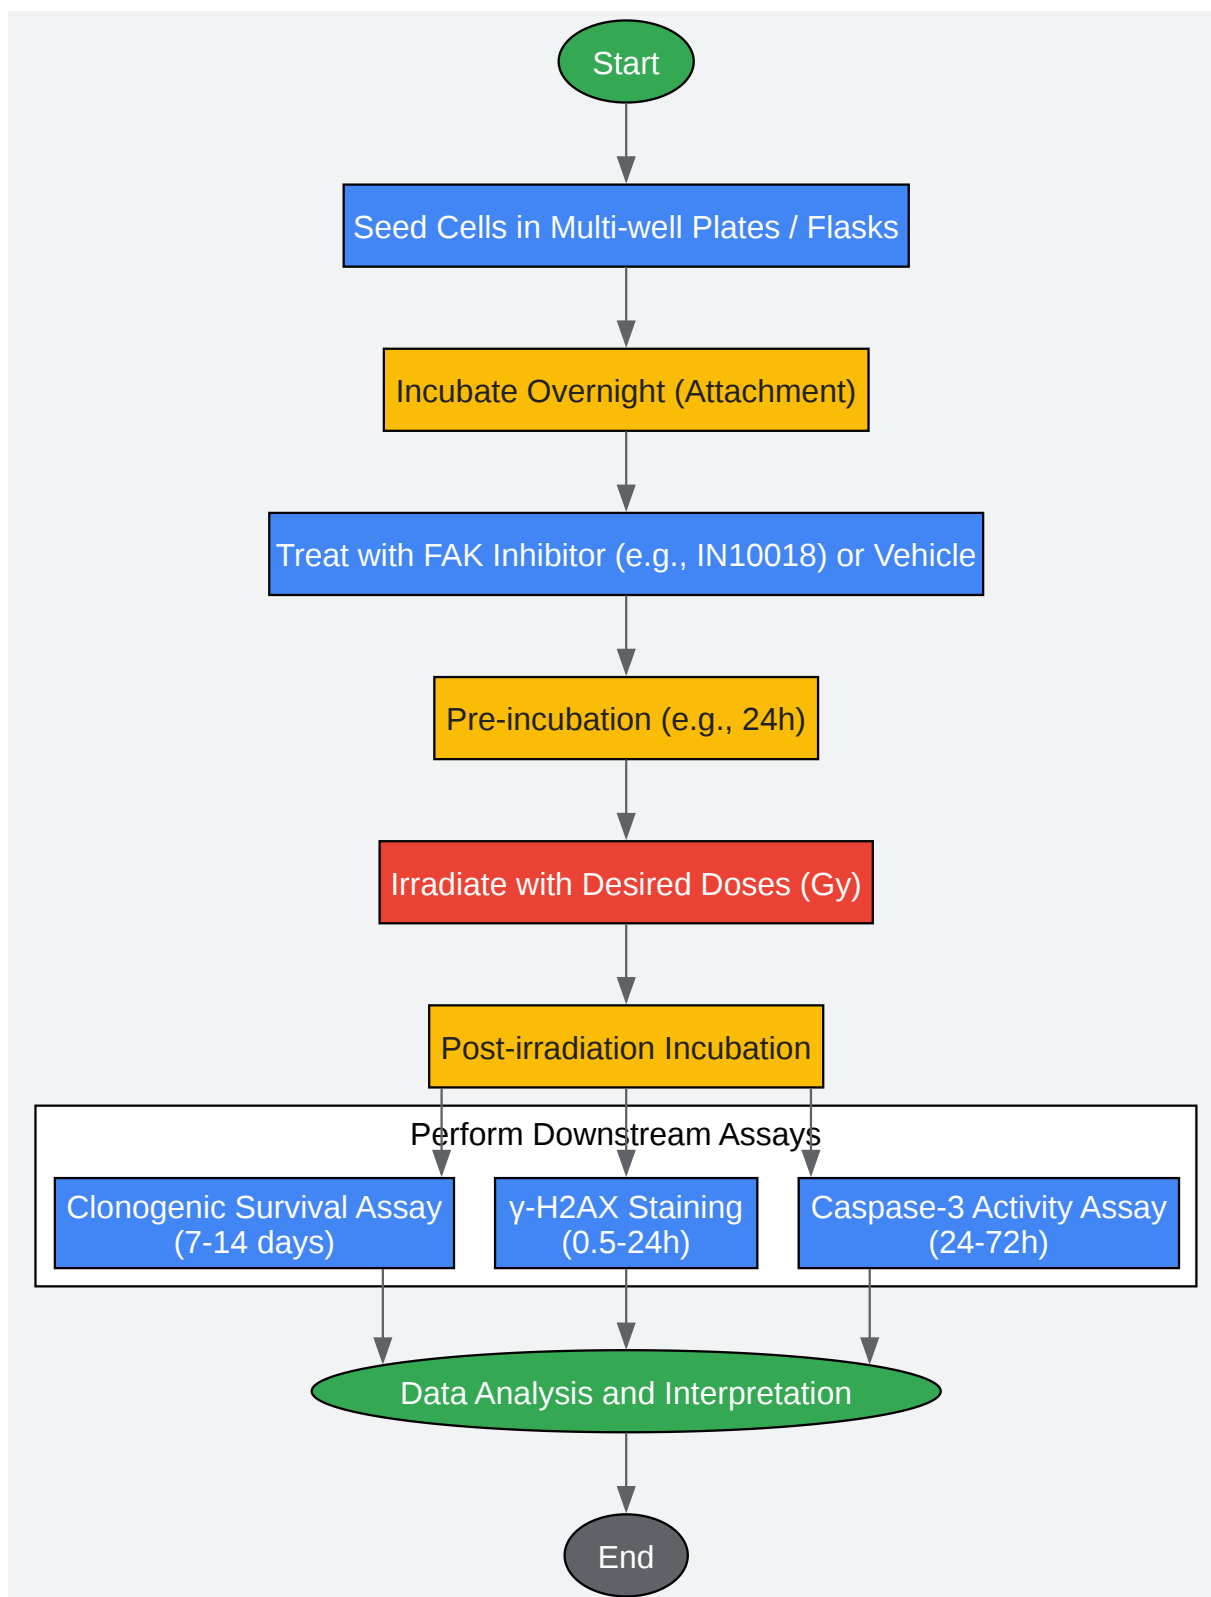 Start
Seed Cells in Multi-well Plates / Flasks
Incubate Overnight (Attachment)
Treat with FAK Inhibitor (e.g., IN10018) or Vehicle
Pre-incubation (e.g., 24h)
Irradiate with Desired Doses (Gy)
Post-irradiation Incubation
Perform Downstream Assays
Clonogenic Survival Assay
(7-14 days)
γ-H2AX Staining
(0.5-24h)
Caspase-3 Activity Assay
(24-72h)
Data Analysis and Interpretation
End